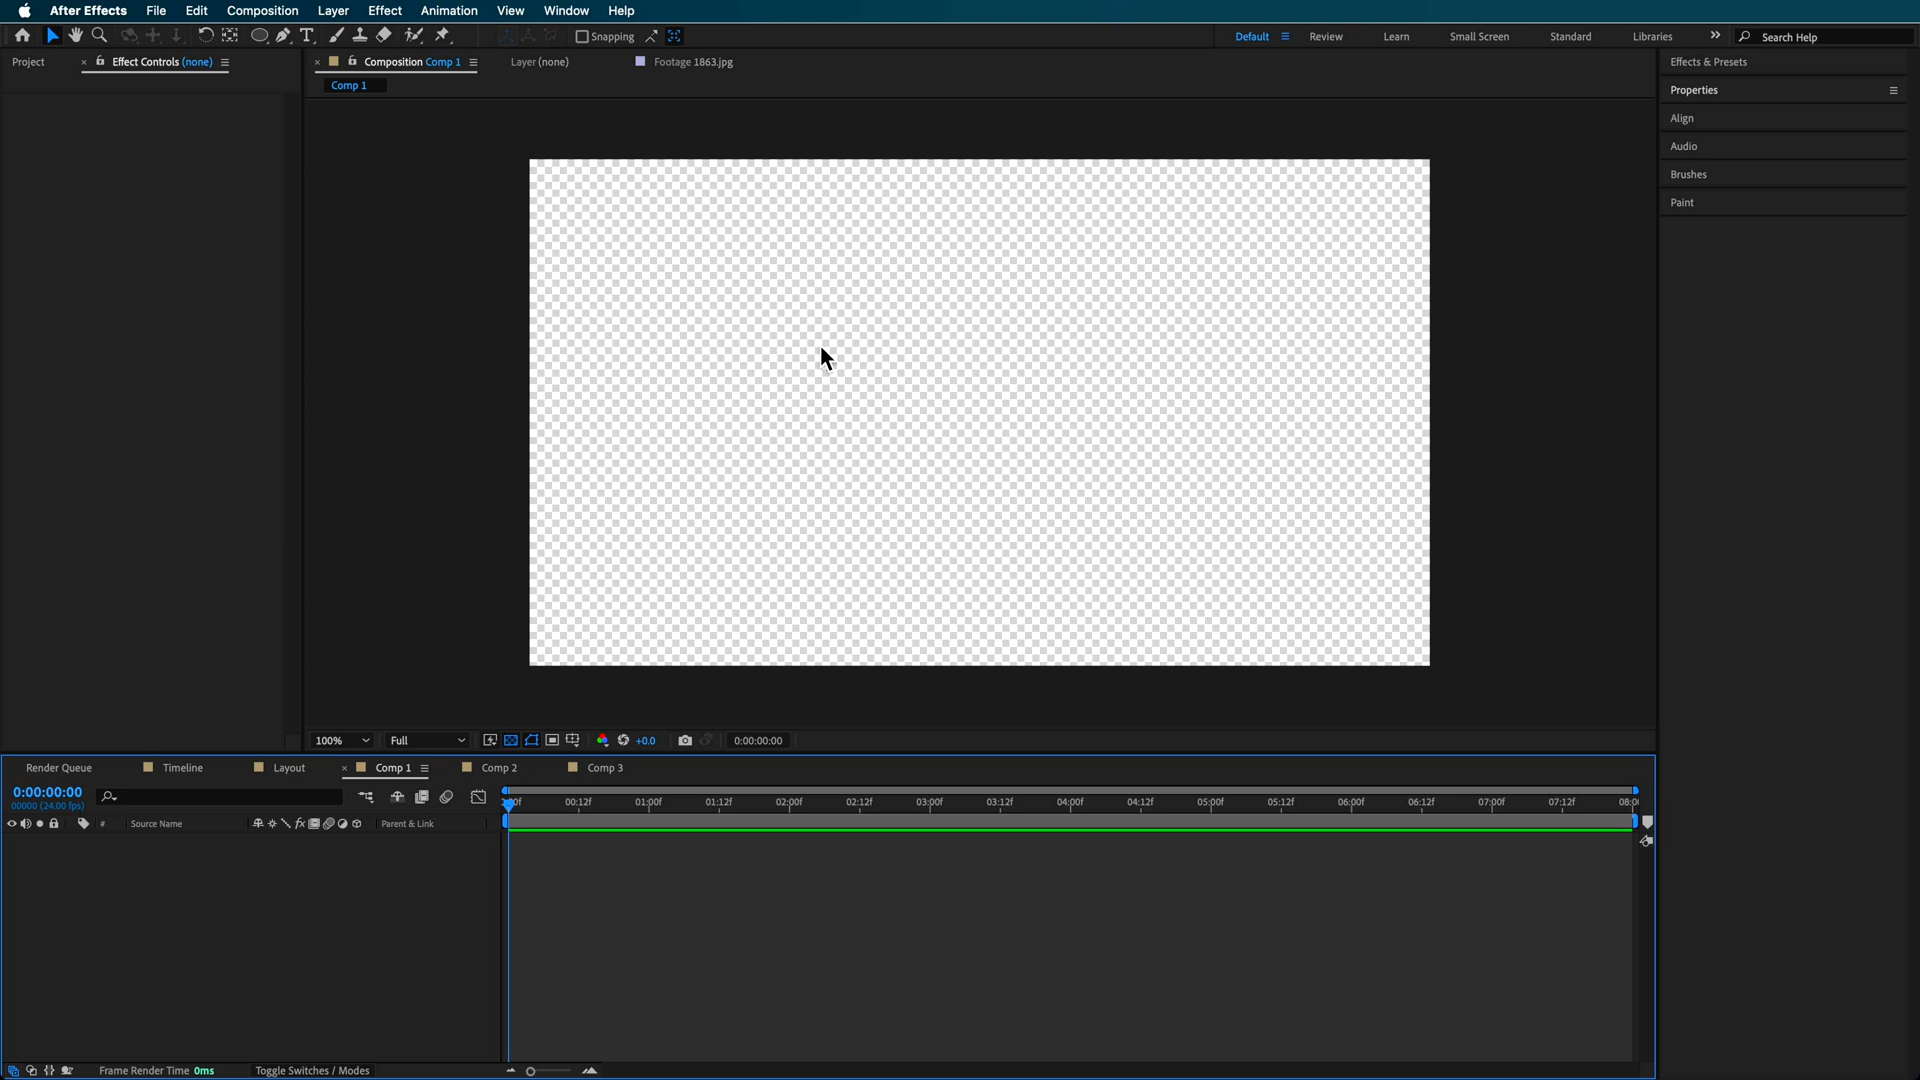 After Effects File Edit Composition Layer Effect Animation View Window Help
Snapping Default Review Learn Small Screen Standard Libraries Search Help
Project Effect Controls (none) Composition Comp 1 Layer (none) Footage 1863.jpg Effects & Presets
Comp 1
Properties
Align
Audio
Brushes
Paint
100% Full +0.0 0:00:00:00
Render Queue Timeline Layout Comp 1 Comp 2 Comp 3
0:00:00:00
00000 (24.00 fps)
00:12f 01:00f 01:12f 02:00f 02:12f 03:00f 03:12f 04:00f 04:12f 05:00f 05:12f 06:00f 06:12f 07:00f 07:12f
# Source Name fx Parent & Link
Frame Render Time 0ms Toggle Switches / Modes